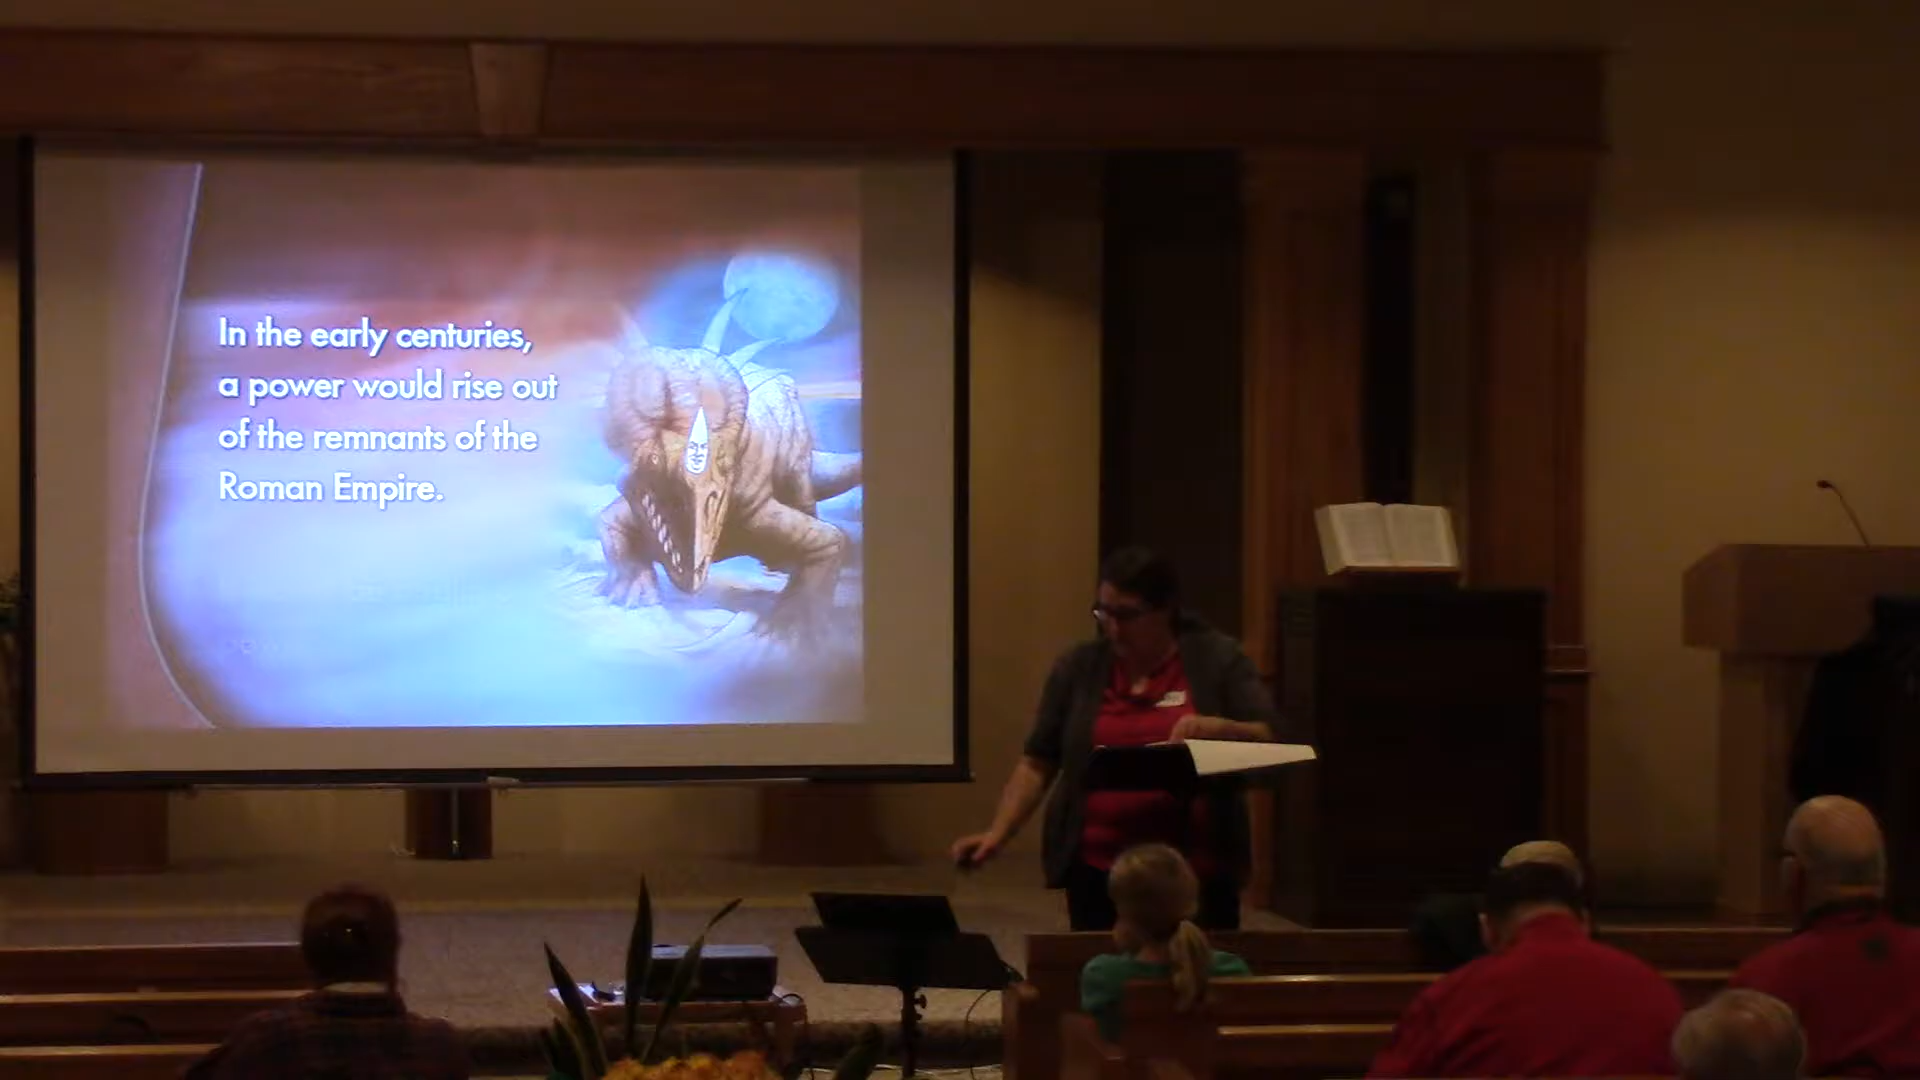 In the early centuries,
a power would rise out
of the remnants of the
Roman Empire.